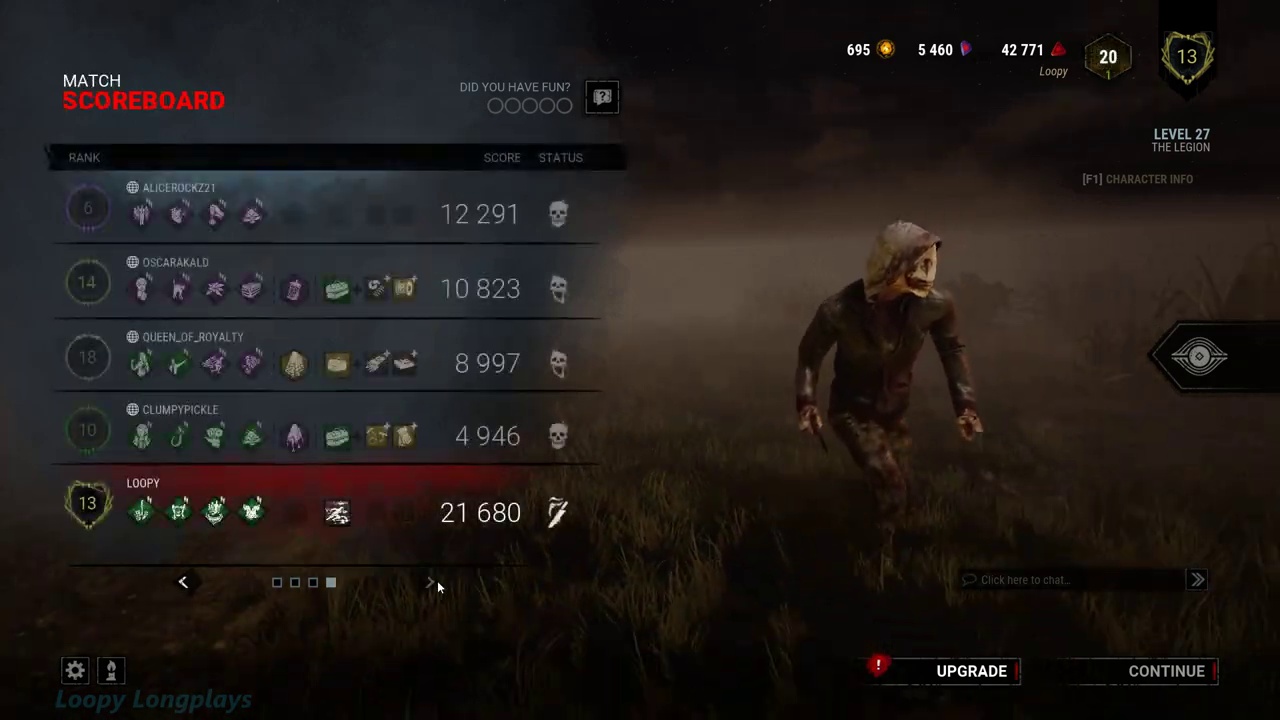 695 5 460 42 771
Loopy
20
1
13
MATCH
SCOREBOARD
DID YOU HAVE FUN?
LEVEL 27
THE LEGION
[F1] CHARACTER INFO
RANK SCORE STATUS
6 ALICEROCKZ21 12 291
14 OSCARAKALD 10 823
18 QUEEN_OF_ROYALTY 8 997
10 CLUMPYPICKLE 4 946
13 LOOPY 21 680
Click here to chat...
UPGRADE
CONTINUE
Loopy Longplays